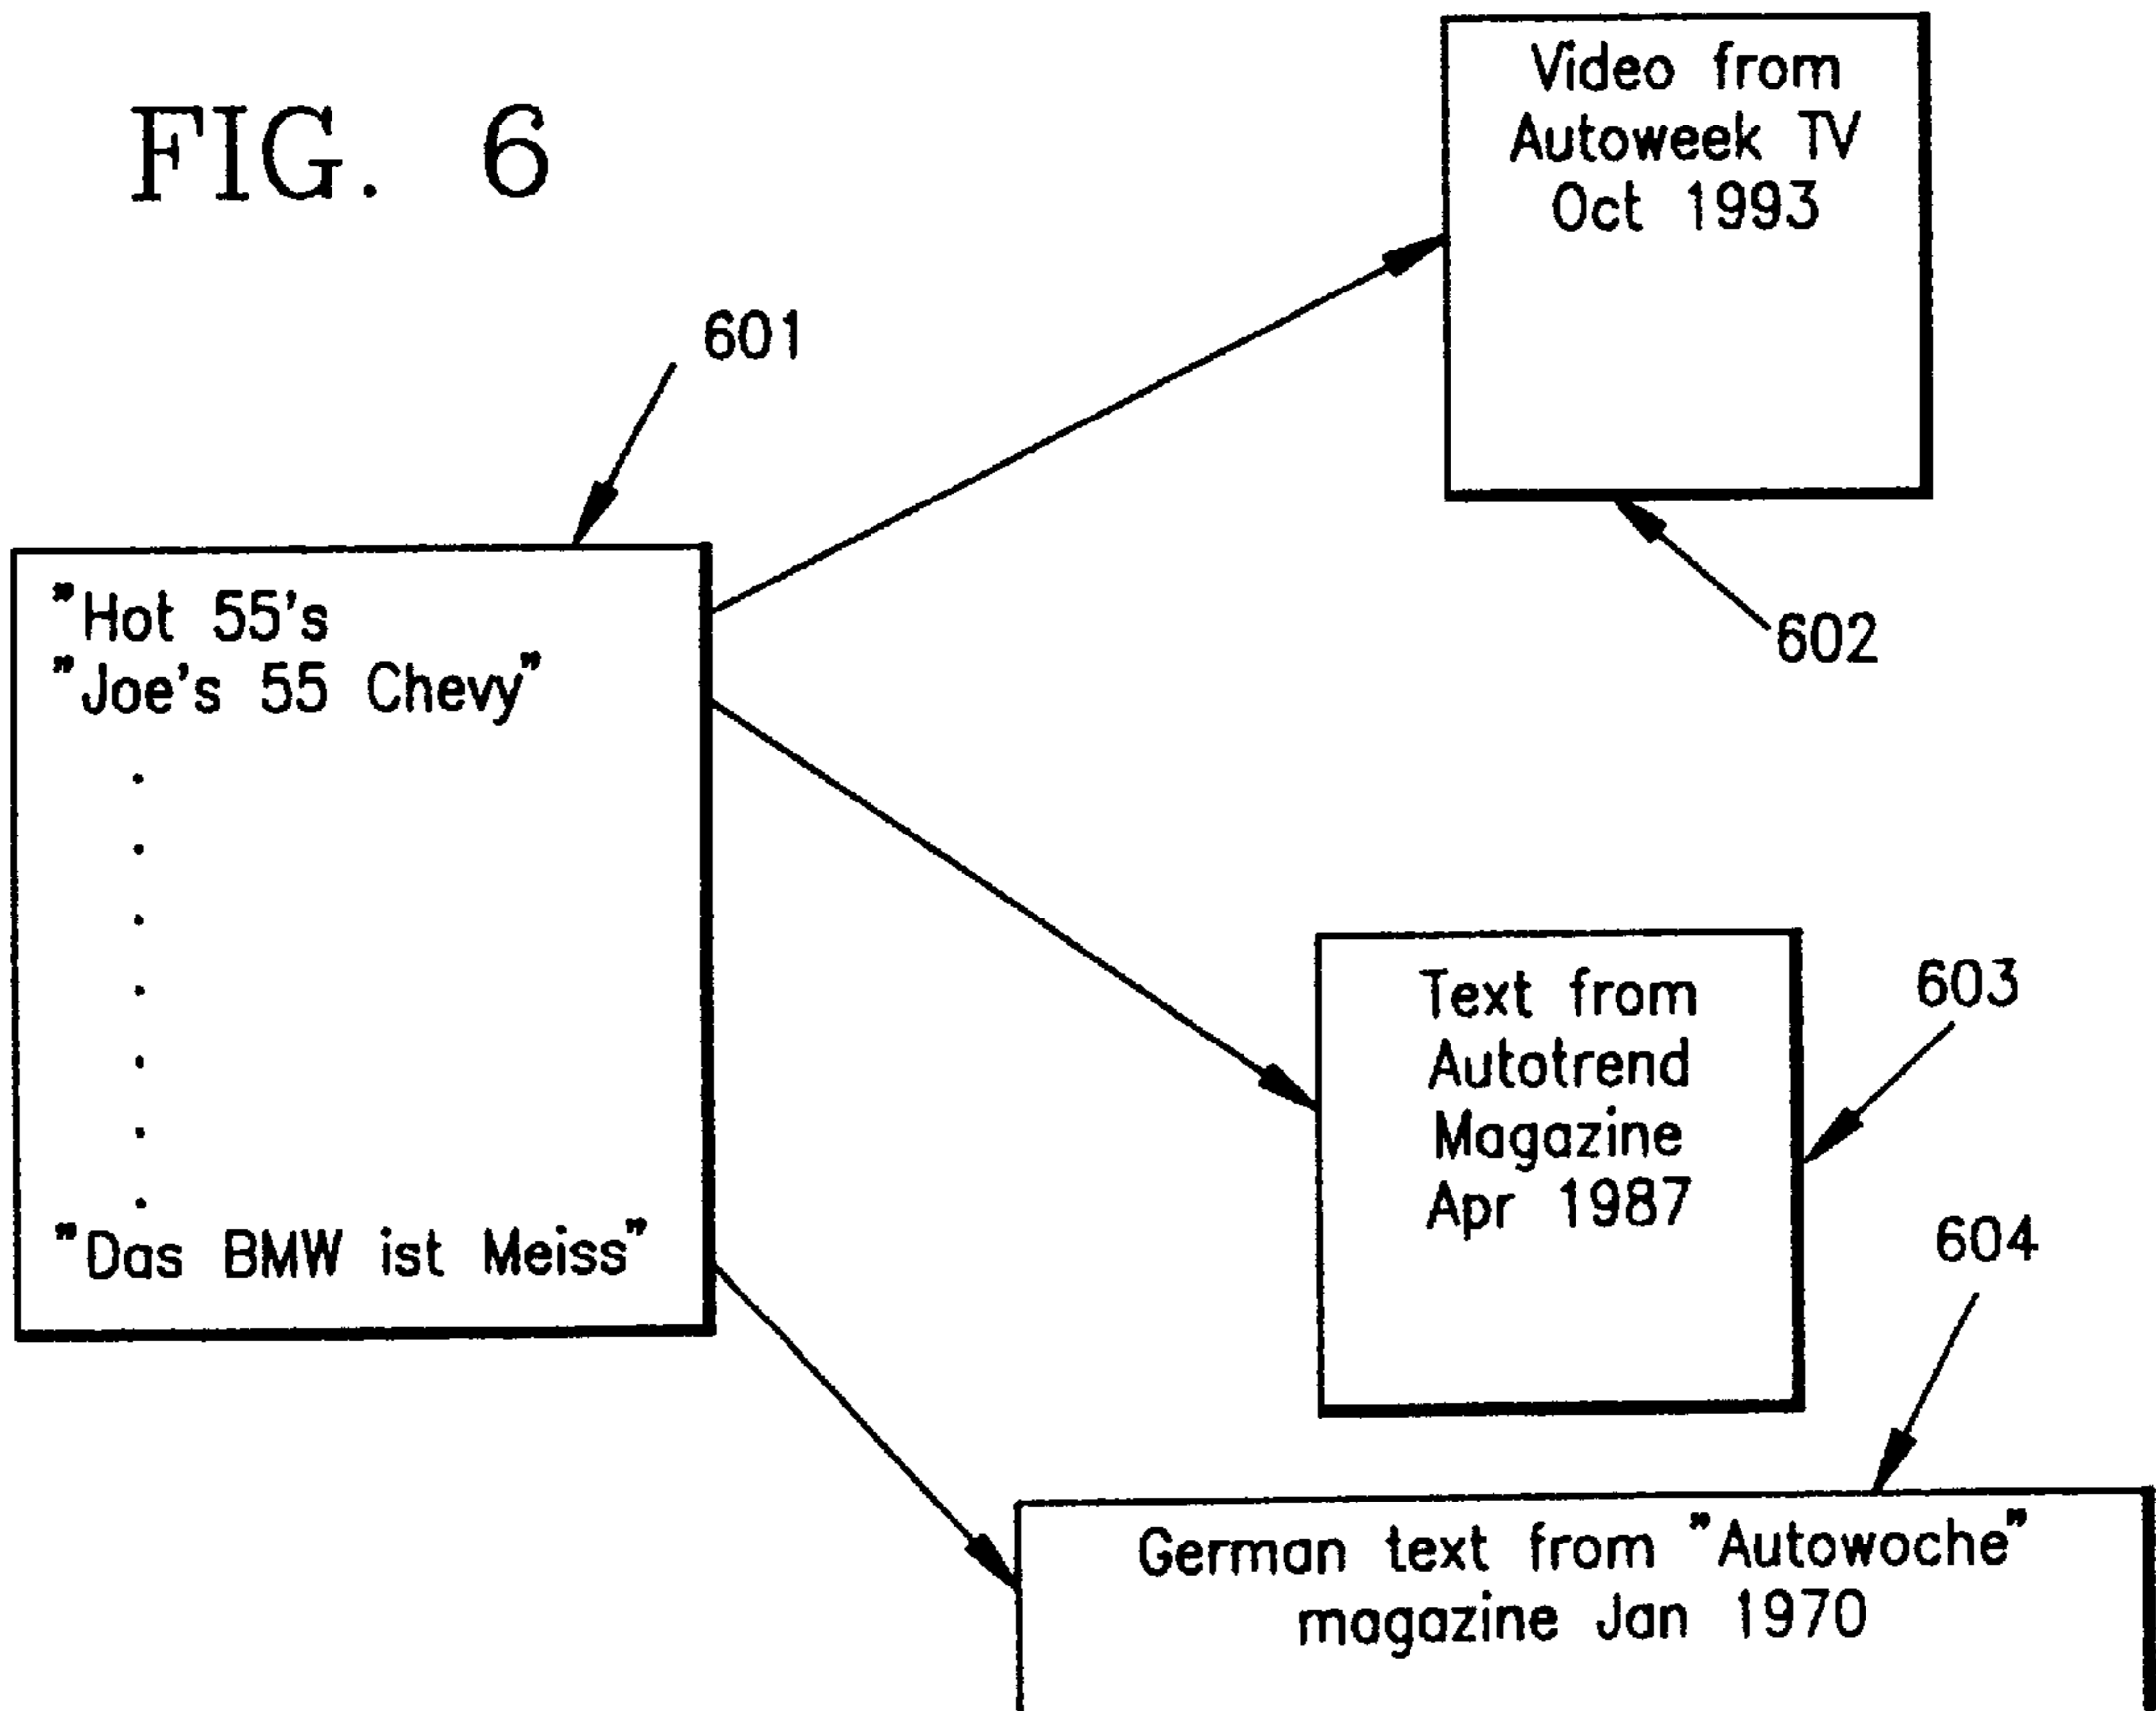 FIG. 6
Video from
Autoweek TV
Oct 1993
601
602
"Hot 55's
"Joe's 55 Chevy"
"Das BMW ist Meiss"
Text from
Autotrend
Magazine
Apr 1987
603
604
German text from "Autowoche"
magazine Jan 1970